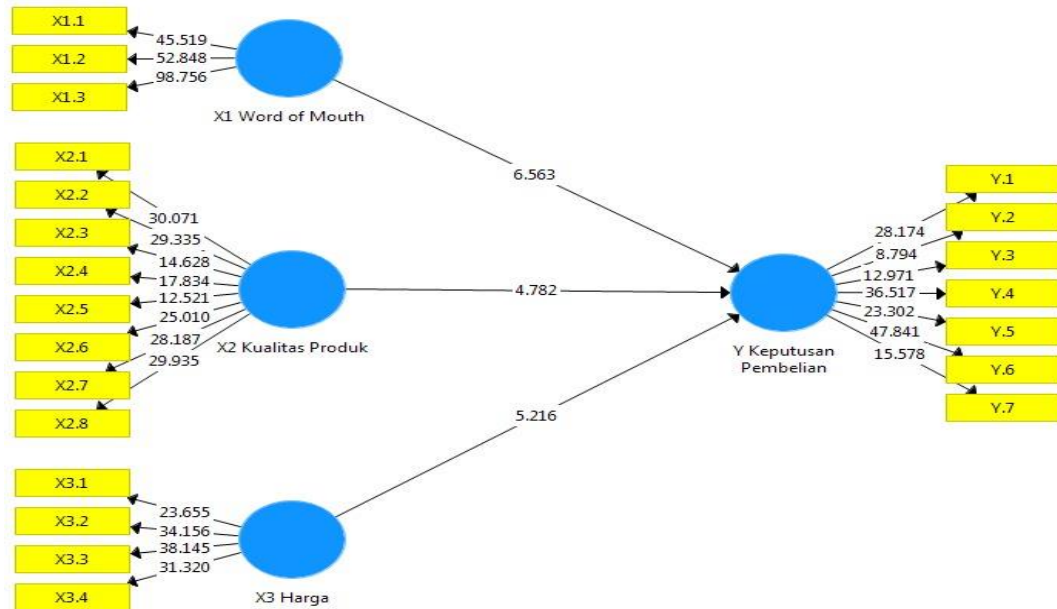 X1.1
X1.2
X1.3
45.519
52.848
98.756
X1 Word of Mouth
X2.1
X2.2
X2.3
X2.4
X2.5
X2.6
X2.7
X2.8
30.071
29.335
14.628
17.834
12.521
25.010
28.187
29.935
X2 Kualitas Produk
X3.1
X3.2
X3.3
X3.4
23.655
34.156
38.145
31.320
X3 Harga
6.563
4.782
5.216
Y Keputusan
Pembelian
28.174
8.794
12.971
36.517
23.302
47.841
15.578
Y.1
Y.2
Y.3
Y.4
Y.5
Y.6
Y.7